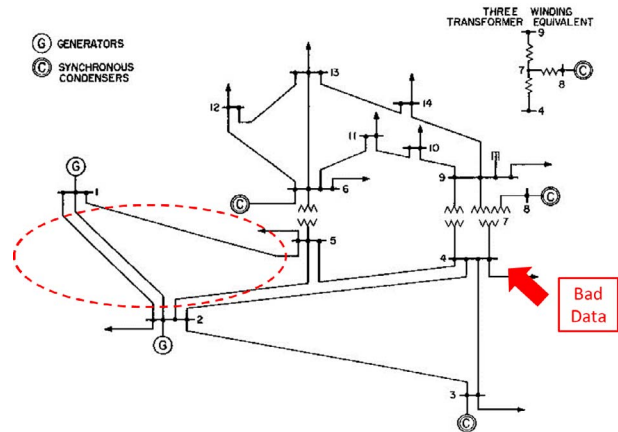 THREE WINDING
TRANSFORMER EQUIVALENT
9
7
C
8
4
G GENERATORS
C SYNCHRONOUS
CONDENSERS
13
14
12
11
10
G
1
C
6
9
C
8
7
5
4
Bad
Data
2
G
3
C